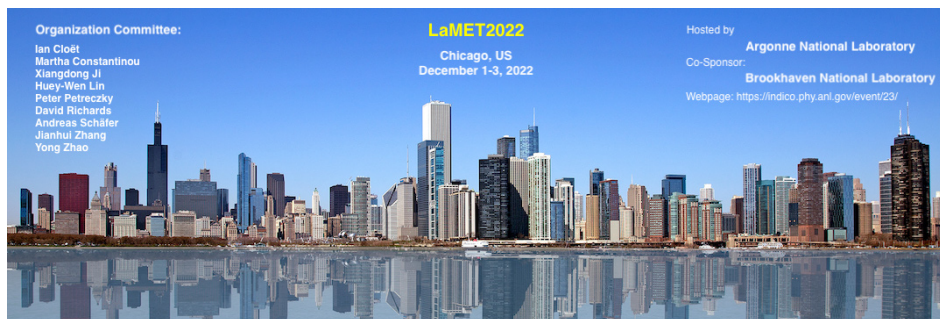 Organization Committee:
Ian Cloët
Martha Constantinou
Xiangdong Ji
Huey-Wen Lin
Peter Petreczky
David Richards
Andreas Schäfer
Jianhui Zhang
Yong Zhao
LaMET2022
Chicago, US
December 1-3, 2022
Hosted by
Argonne National Laboratory
Co-Sponsor:
Brookhaven National Laboratory
Webpage: https://indico.phy.anl.gov/event/23/